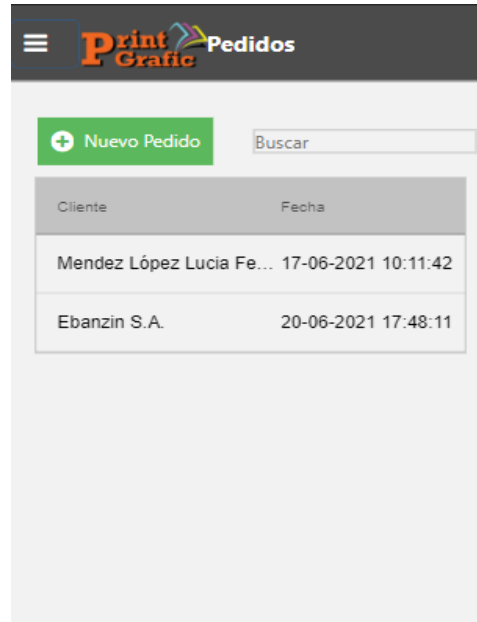 Print
Grafic
Pedidos
Nuevo Pedido
Buscar
Cliente Fecha
Mendez López Lucia Fe... 17-06-2021 10:11:42
Ebanzin S.A. 20-06-2021 17:48:11